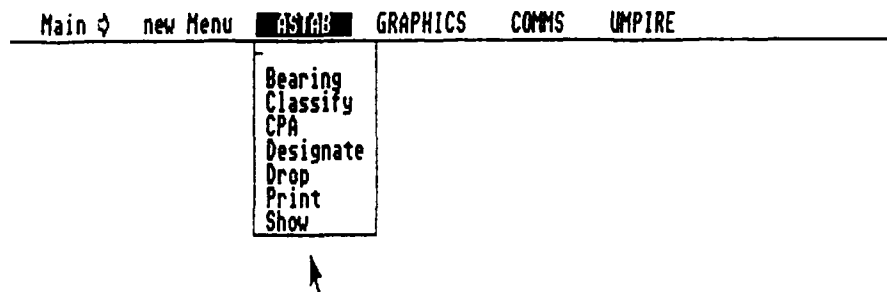 Main ➪ new Menu ASTAB GRAPHICS COMMS UMPIRE
Bearing
Classify
CPA
Designate
Drop
Print
Show